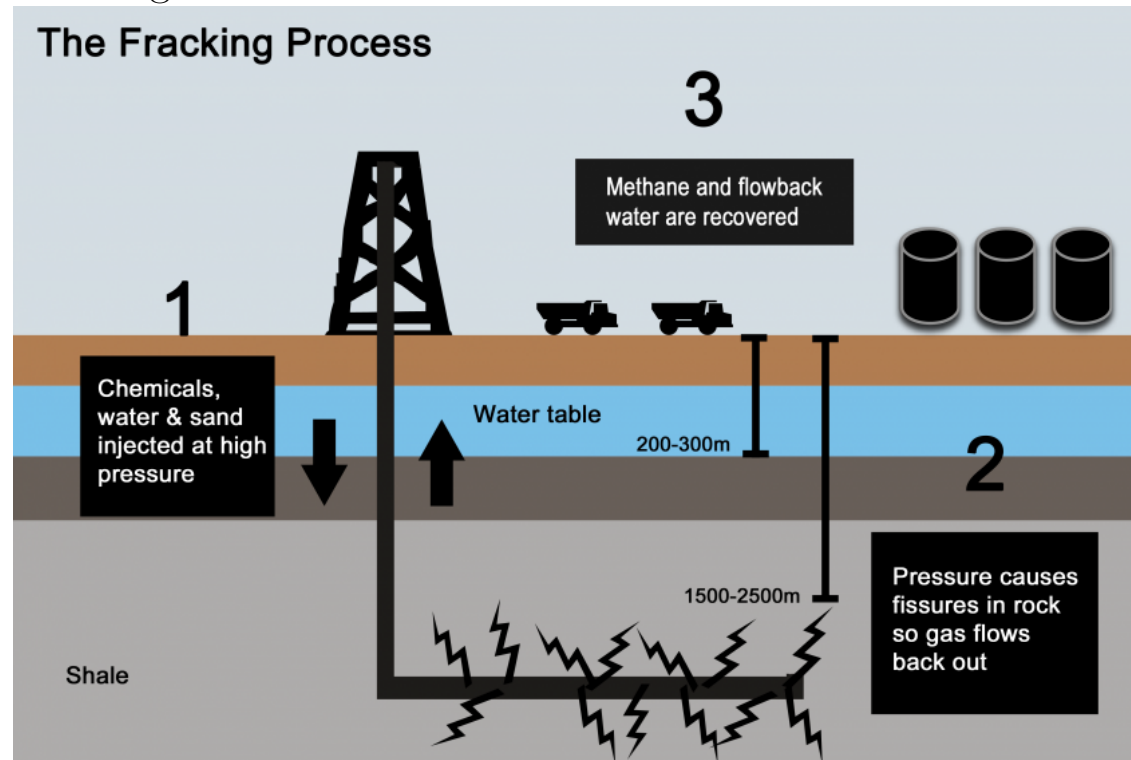 The Fracking Process
3
Methane and flowback
water are recovered
1
Chemicals,
water & sand
injected at high
pressure
Water table
200-300m
2
Pressure causes
fissures in rock
so gas flows
back out
1500-2500m
Shale